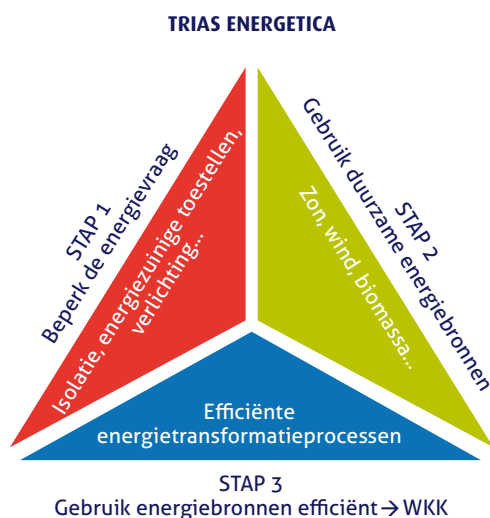 TRIAS ENERGETICA
STAP 1
Beperk de energievraag
Isolatie, energiezuinige toestellen,
verlichting...
STAP 2
Gebruik duurzame energiebronnen
Zon, wind, biomassa...
Efficiënte
energietransformatieprocessen
STAP 3
Gebruik energiebronnen efficiënt → WKK